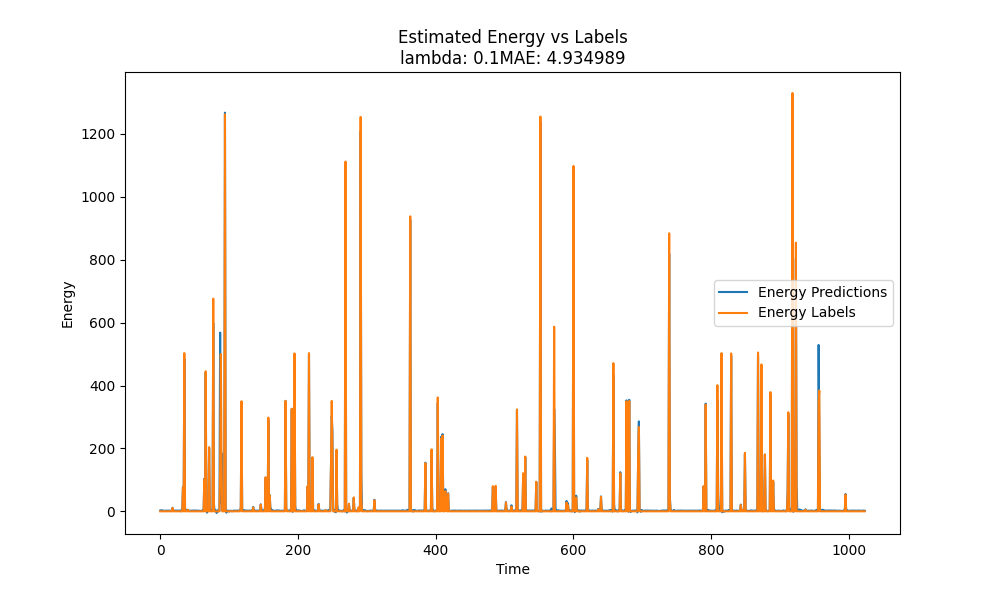 Estimated Energy vs Labels
lambda: 0.1MAE: 4.934989
1200
1000
800
600
400
200
0
Energy
Energy Predictions
Energy Labels
0
200
400
600
800
1000
Time